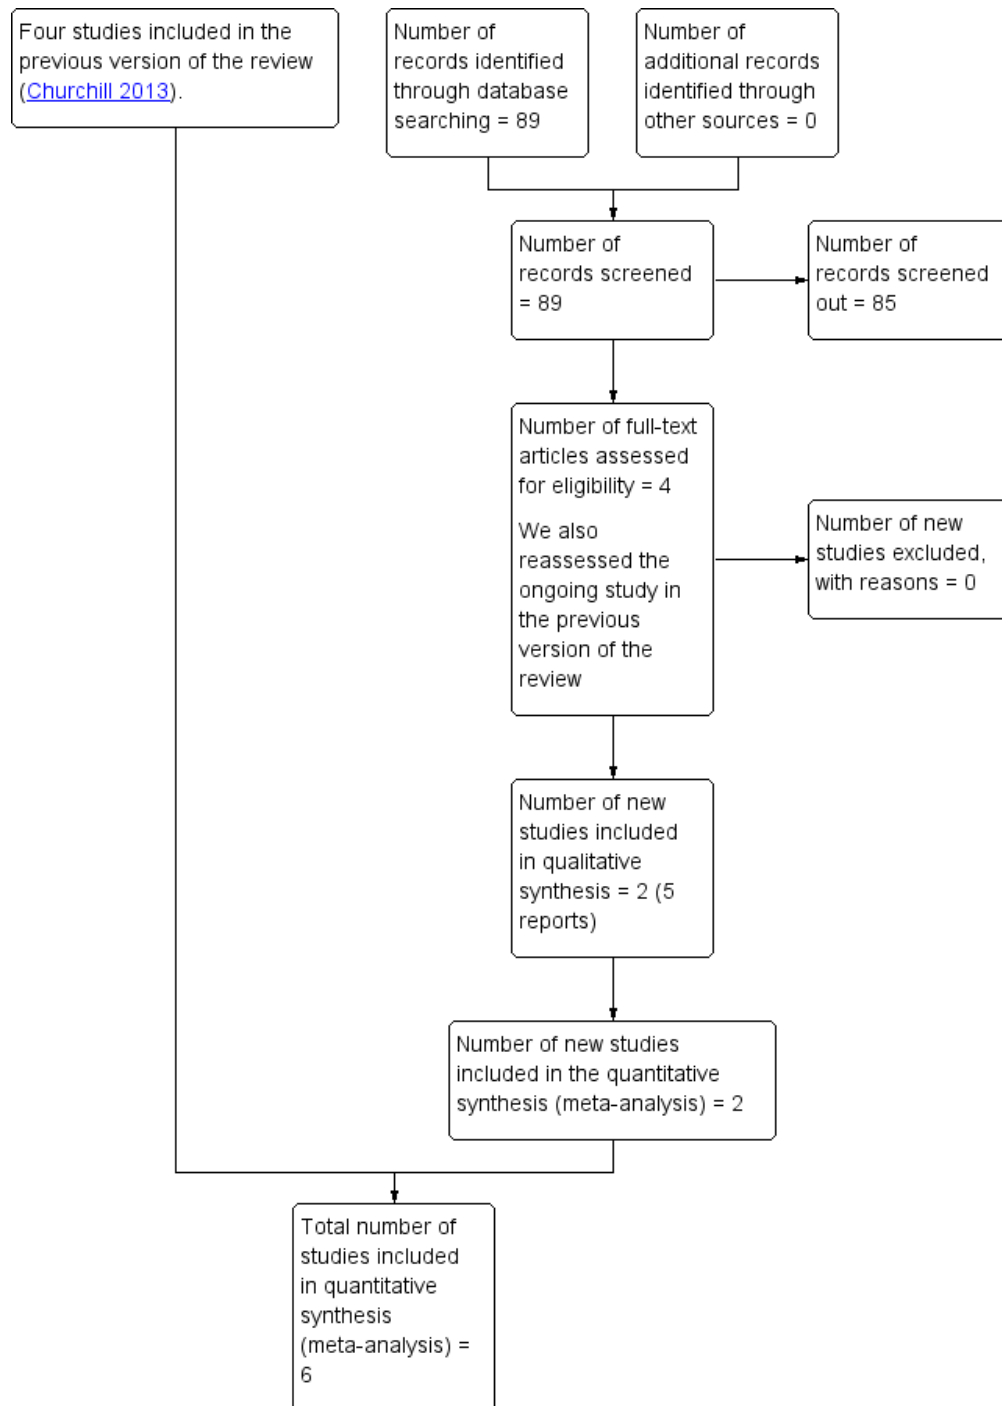 Four studies included in the
previous version of the review
(Churchill 2013).
Number of
records identified
through database
searching = 89
Number of
additional records
identified through
other sources = 0
Number of
records screened
= 89
Number of
records screened
out = 85
Number of full-text
articles assessed
for eligibility = 4
We also
reassessed the
ongoing study in
the previous
version of the
review
Number of new
studies excluded,
with reasons = 0
Number of new
studies included
in qualitative
synthesis = 2 (5
reports)
Number of new studies
included in the quantitative
synthesis (meta-analysis) = 2
Total number of
studies included
in quantitative
synthesis
(meta-analysis) =
6